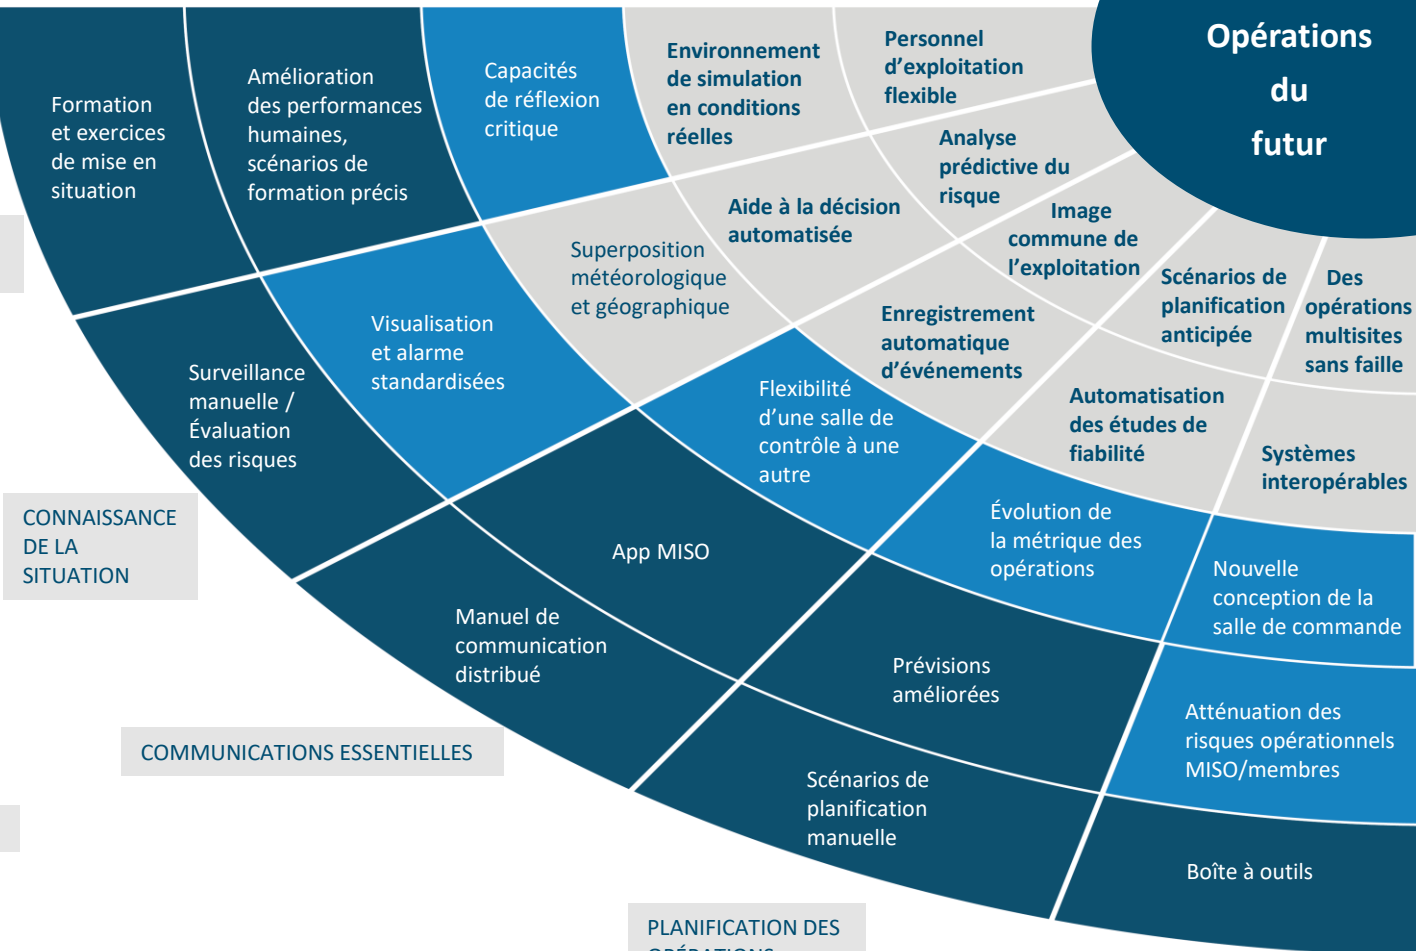 Opérations
du
futur
Formation
et exercices
de mise en
situation
Amélioration
des performances
humaines,
scénarios de
formation précis
Capacités
de réflexion
critique
Environnement
de simulation
en conditions
réelles
Personnel
d'exploitation
flexible
Surveillance
manuelle /
Évaluation
des risques
Visualisation
et alarme
standardisées
Superposition
météorologique
et géographique
Aide à la décision
automatisée
Analyse
prédictive du
risque
CONNAISSANCE
DE LA
SITUATION
Manuel de
communication
distribué
App MISO
Flexibilité
d'une salle de
contrôle à une
autre
Enregistrement
automatique
d'événements
Image
commune de
l'exploitation
COMMUNICATIONS ESSENTIELLES
Scénarios de
planification
manuelle
Prévisions
améliorées
Évolution de
la métrique des
opérations
Automatisation
des études de
fiabilité
Scénarios de
planification
anticipée
PLANIFICATION DES
OPÉRATIONS
Boîte à outils
Atténuation des
risques opérationnels
MISO/membres
Nouvelle
conception de la
salle de commande
Systèmes
interopérables
Des
opérations
multisites
sans faille